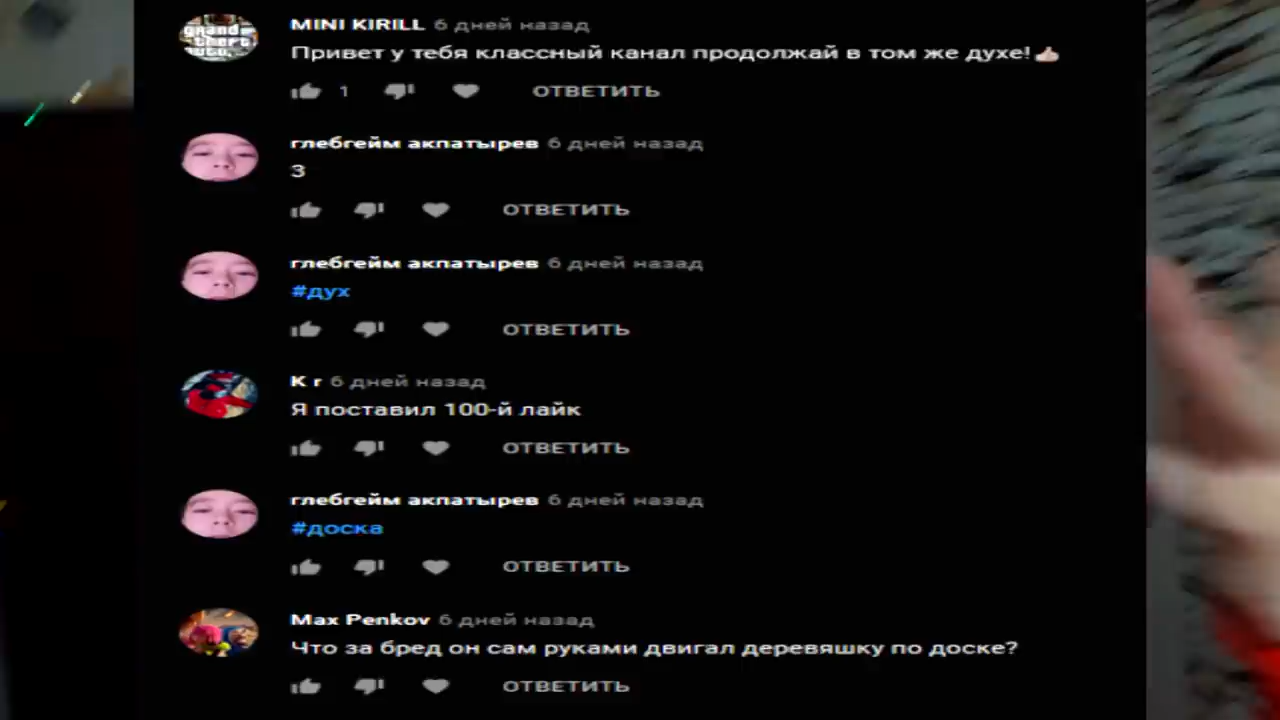 grand theft auto
MINI KIRILL 6 дней назад
Привет у тебя классный канал продолжай в том же духе!👍🏻
1 ОТВЕТИТЬ
глебгейм акпатырев 6 дней назад
3
ОТВЕТИТЬ
глебгейм акпатырев 6 дней назад
#дух
ОТВЕТИТЬ
K r 6 дней назад
Я поставил 100-й лайк
ОТВЕТИТЬ
глебгейм акпатырев 6 дней назад
#доска
ОТВЕТИТЬ
Max Penkov 6 дней назад
Что за бред он сам руками двигал деревяшку по доске?
ОТВЕТИТЬ